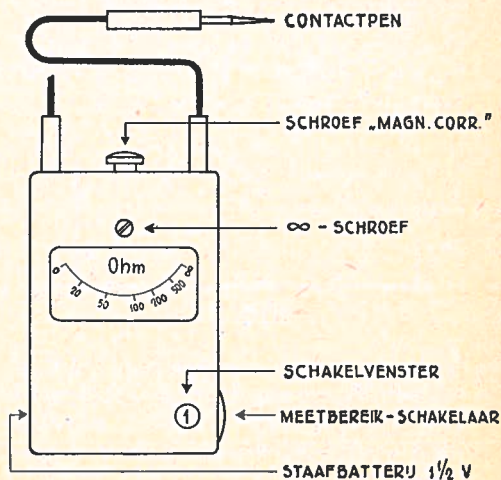 CONTACTPEN
SCHROEF „MAGN. CORR."
∞ - SCHROEF
Ohm
0 20 50 100 200 500 ∞
SCHAKELVENSTER
1
MEETBEREIK-SCHAKELAAR
STAAFBATTERIJ 1½ V